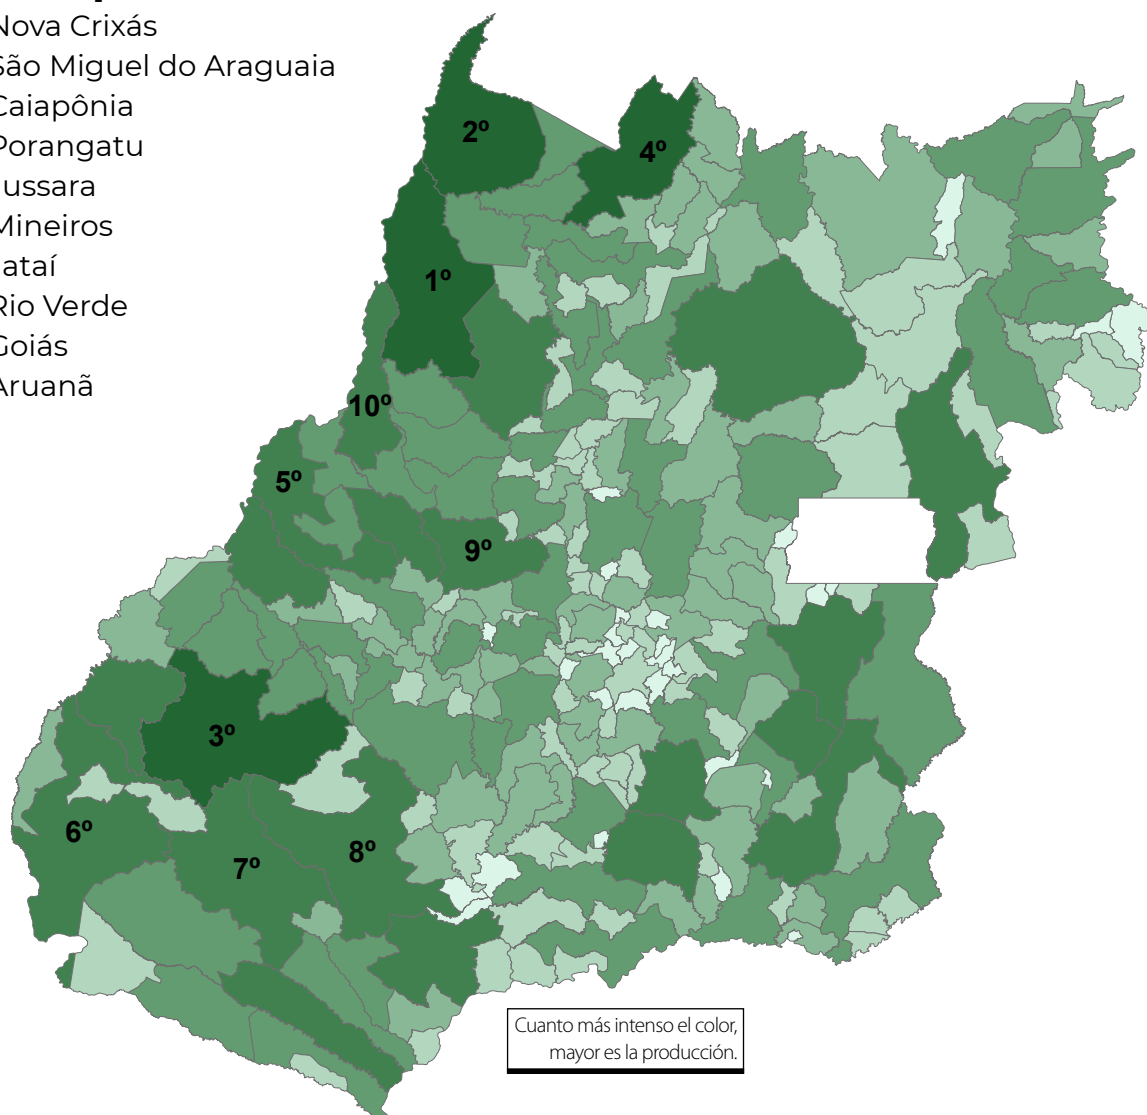 Nova Crixás
São Miguel do Araguaia
Caiapônia
Porangatu
ussara
Mineiros
ataí
Rio Verde
Goiás
Aruanã
2º
4º
1º
10º
5º
9º
3º
6º
7º
8º
Cuanto más intenso el color,
mayor es la producción.